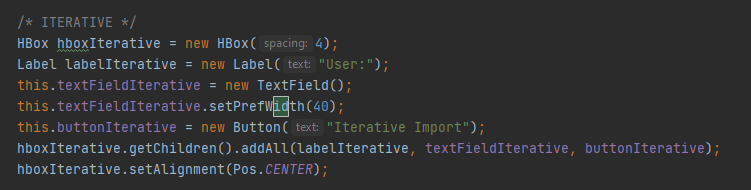 /* ITERATIVE */
HBox hboxIterative = new HBox( spacing: 4);
Label labelIterative = new Label( text: "User:");
this.textFieldIterative = new TextField();
this.textFieldIterative.setPrefWidth(40);
this.buttonIterative = new Button( text: "Iterative Import");
hboxIterative.getChildren().addAll(labelIterative, textFieldIterative, buttonIterative);
hboxIterative.setAlignment(Pos.CENTER);